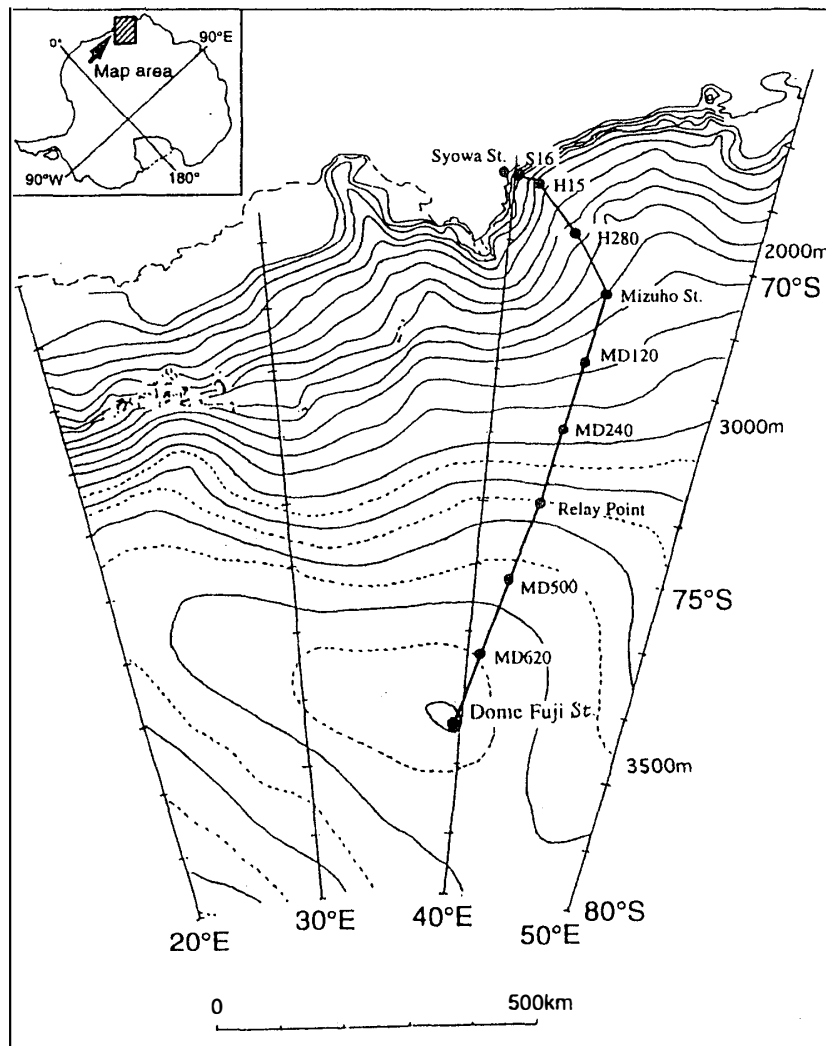 0°
90°E
Map area
90°W
180°
Syowa St.
S16
H15
H280
2000m
70°S
Mizuho St.
MD120
3000m
MD240
Relay Point
MD500
75°S
MD620
Dome Fuji St.
3500m
20°E
30°E
40°E
50°E
80°S
0
500km